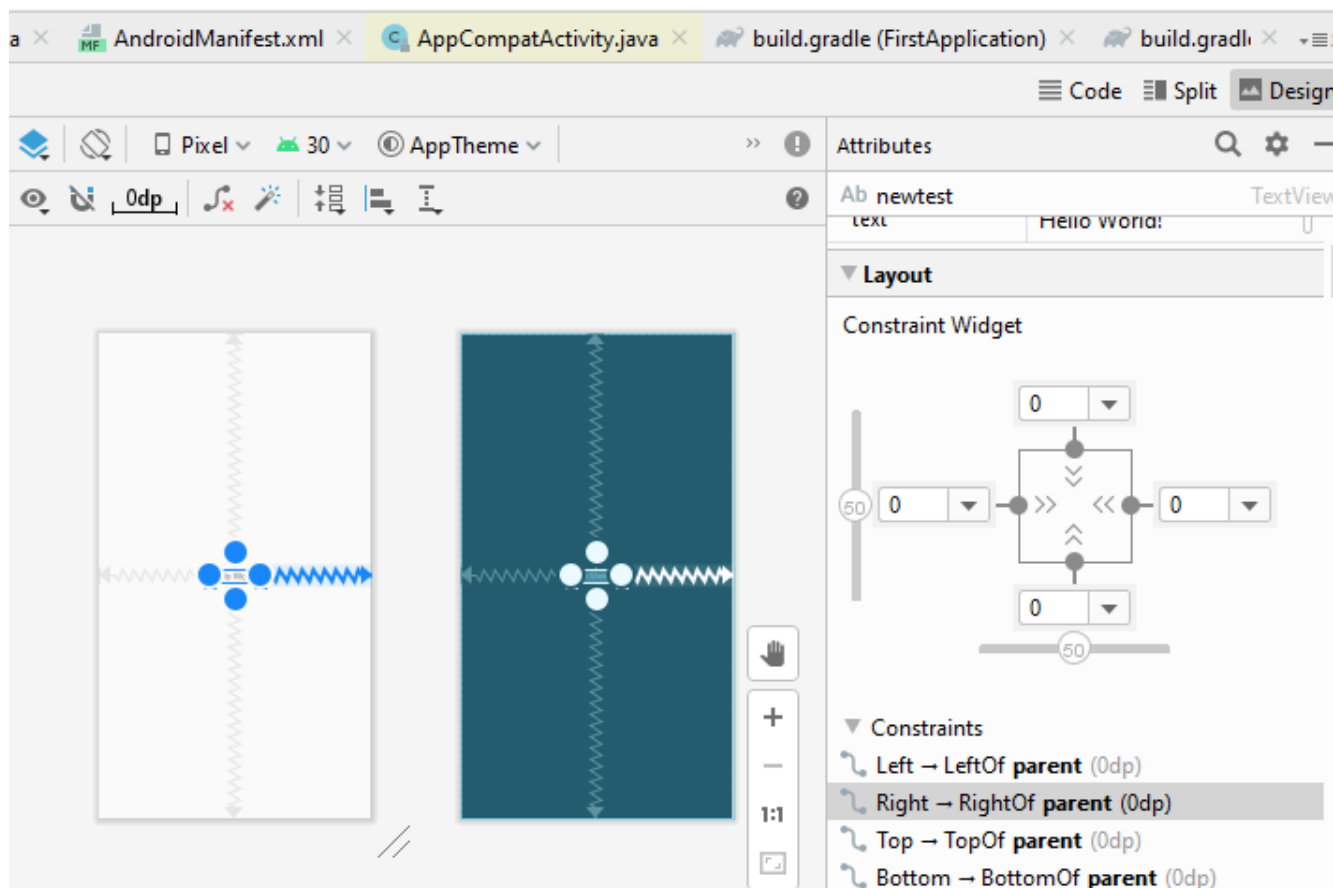 a AndroidManifest.xml AppCompatActivity.java build.gradle (FirstApplication) build.gradl
MF C
Code Split Design
Pixel 30 AppTheme
Attributes
0dp
Ab newtest TextView
text Hello World!
Layout
Constraint Widget
0
50 0 0
0
50
Constraints
Left → LeftOf parent (0dp)
Right → RightOf parent (0dp)
Top → TopOf parent (0dp)
Bottom → BottomOf parent (0dp)
1:1